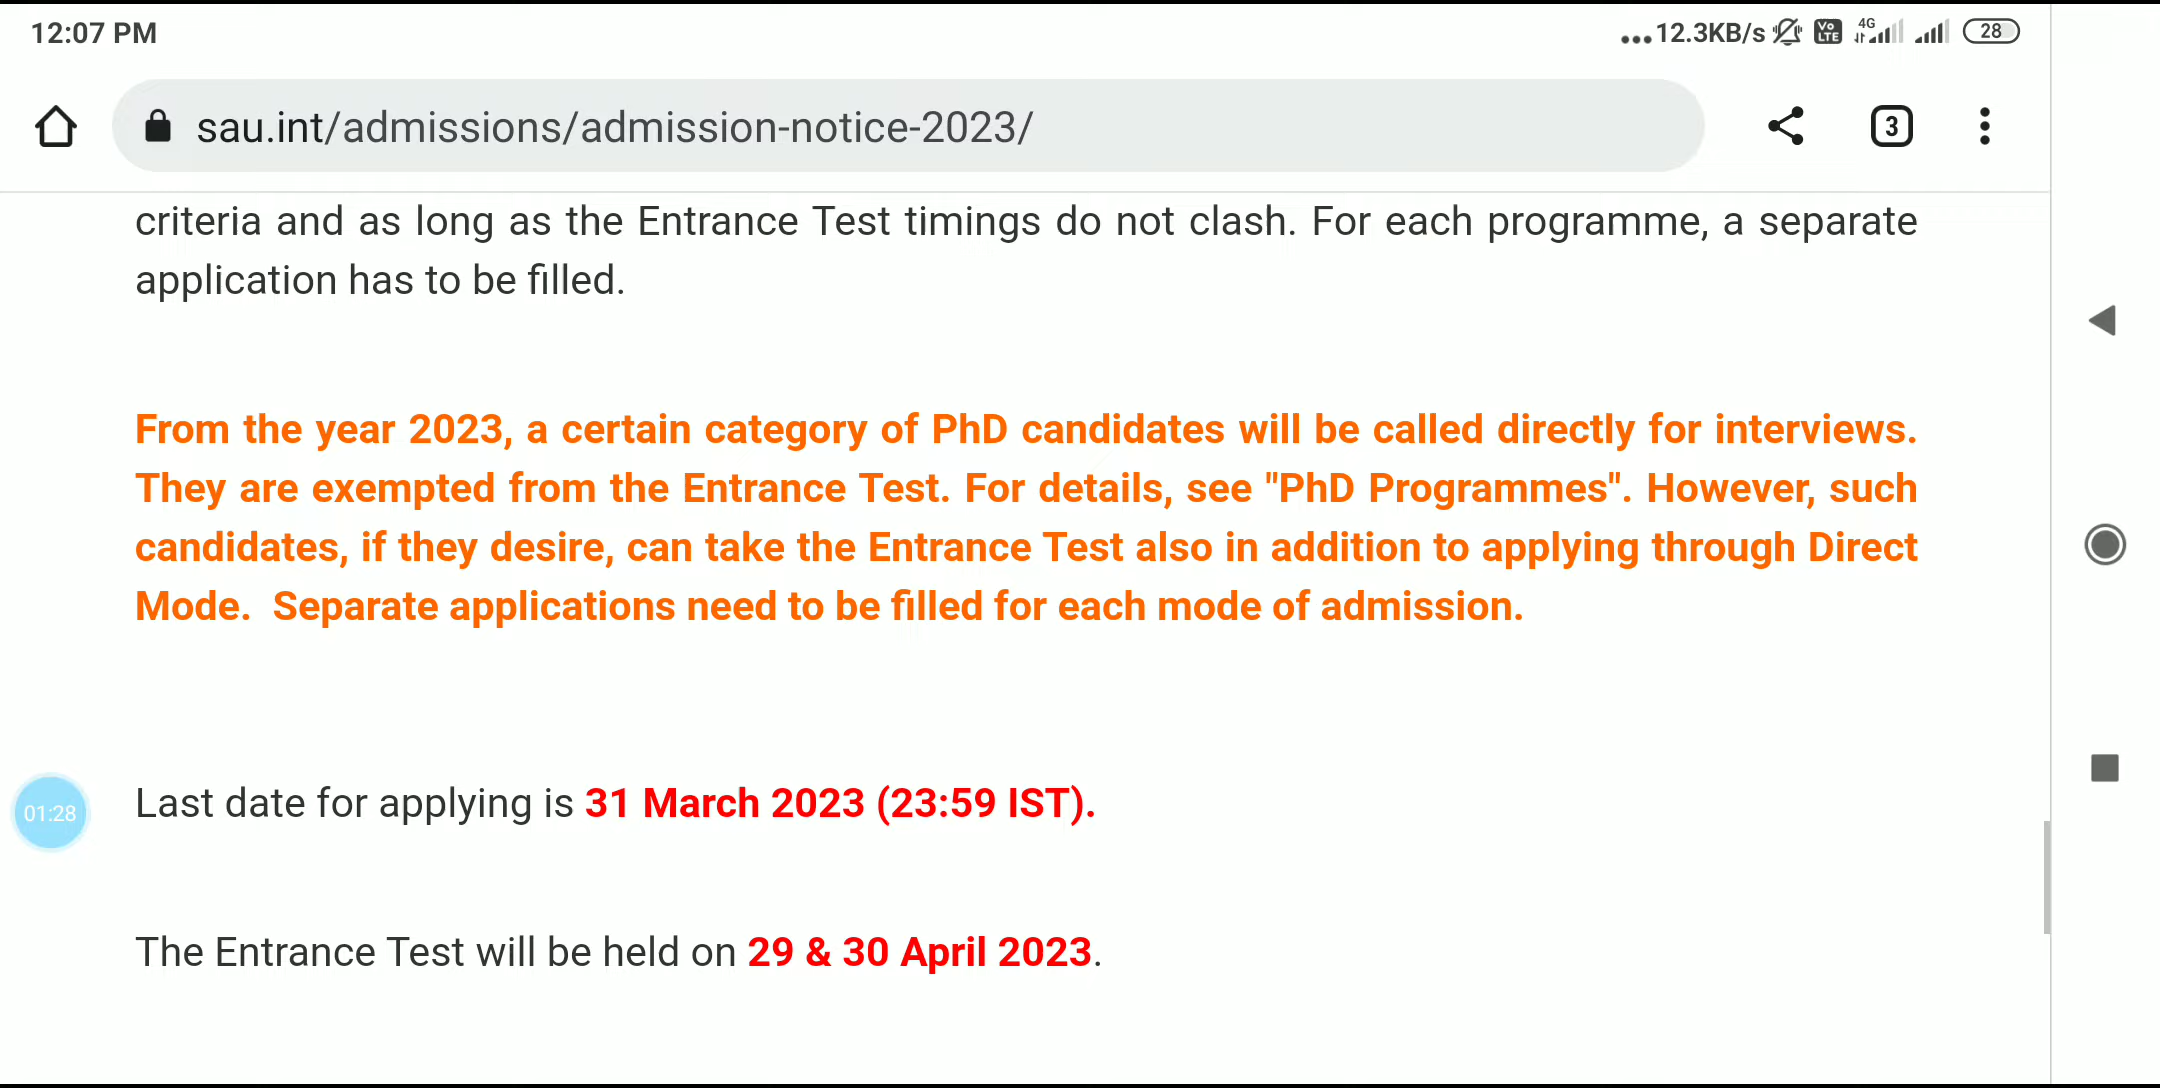 12:07 PM
...12.3KB/s Vo LTE 4G 28
sau.int/admissions/admission-notice-2023/
3
criteria and as long as the Entrance Test timings do not clash. For each programme, a separate
application has to be filled.
From the year 2023, a certain category of PhD candidates will be called directly for interviews.
They are exempted from the Entrance Test. For details, see "PhD Programmes". However, such
candidates, if they desire, can take the Entrance Test also in addition to applying through Direct
Mode.  Separate applications need to be filled for each mode of admission.
01:28
Last date for applying is 31 March 2023 (23:59 IST).
The Entrance Test will be held on 29 & 30 April 2023.